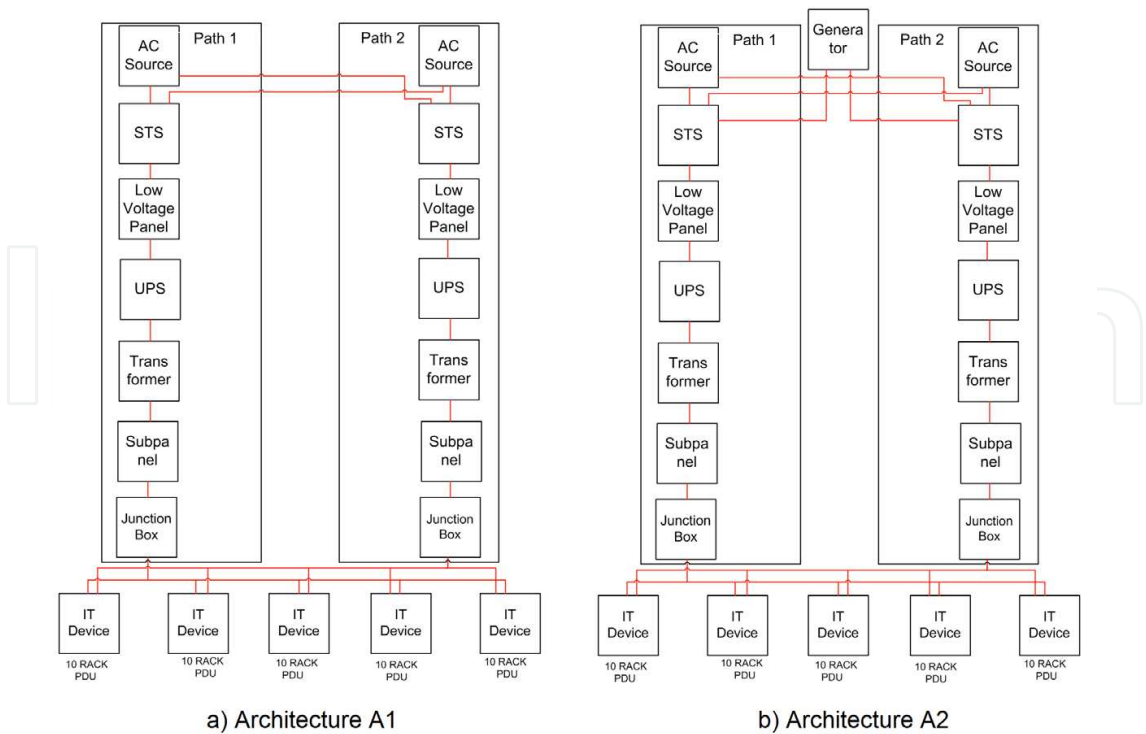 Path 1
AC
Source
STS
Low
Voltage
Panel
UPS
Trans
former
Subpa
nel
Junction
Box
Path 2
AC
Source
STS
Low
Voltage
Panel
UPS
Trans
former
Subpa
nel
Junction
Box
IT
Device
10 RACK
PDU
IT
Device
10 RACK
PDU
IT
Device
10 RACK
PDU
IT
Device
10 RACK
PDU
IT
Device
10 RACK
PDU
a) Architecture A1
Path 1
AC
Source
STS
Low
Voltage
Panel
UPS
Trans
former
Subpa
nel
Junction
Box
Genera
tor
Path 2
AC
Source
STS
Low
Voltage
Panel
UPS
Trans
former
Subpa
nel
Junction
Box
IT
Device
10 RACK
PDU
IT
Device
10 RACK
PDU
IT
Device
10 RACK
PDU
IT
Device
10 RACK
PDU
IT
Device
10 RACK
PDU
b) Architecture A2